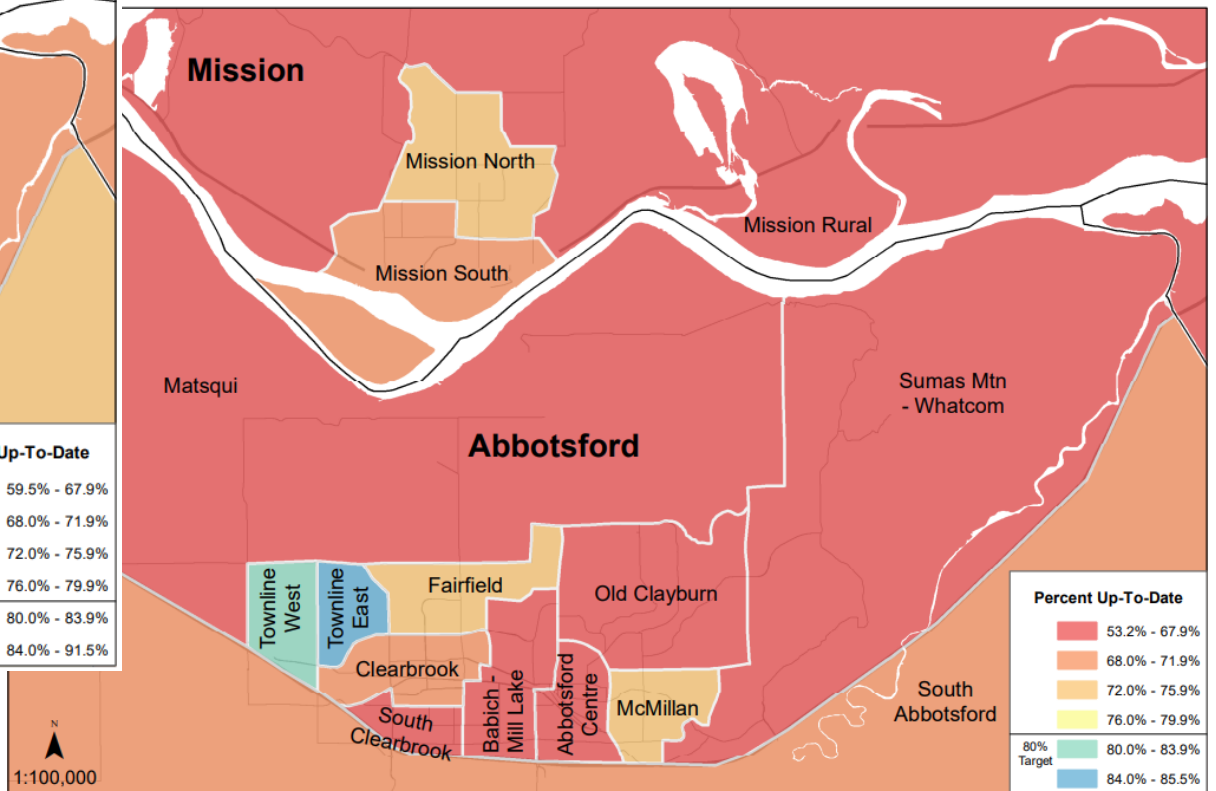 Mission
Mission North
Mission Rural
Mission South
Matsqui
Sumas Mtn
- Whatcom
Abbotsford
Up-To-Date
59.5% - 67.9%
68.0% - 71.9%
72.0% - 75.9%
76.0% - 79.9%
80.0% - 83.9%
84.0% - 91.5%
Townline
West
Townline
East
Fairfield
Old Clayburn
Clearbrook
South
Clearbrook
Babich -
Mill Lake
Abbotsford
Centre
McMillan
South
Abbotsford
Percent Up-To-Date
53.2% - 67.9%
68.0% - 71.9%
72.0% - 75.9%
76.0% - 79.9%
80%
Target
80.0% - 83.9%
84.0% - 85.5%
N
1:100,000